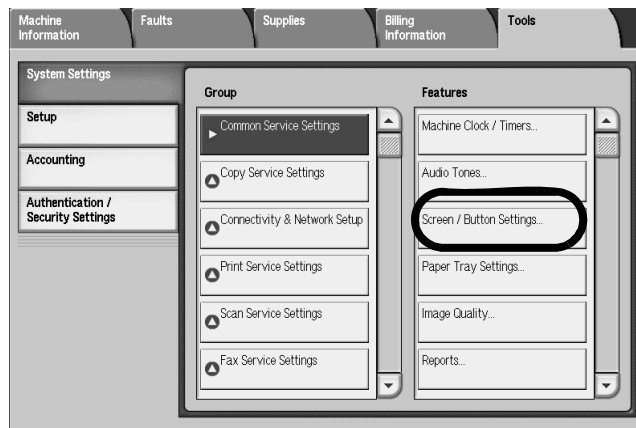 Machine
Information
Faults
Supplies
Billing
Information
Tools
System Settings
Setup
Accounting
Authentication /
Security Settings
Group
Common Service Settings
Copy Service Settings
Connectivity & Network Setup
Print Service Settings
Scan Service Settings
Fax Service Settings
Features
Machine Clock / Timers...
Audio Tones...
Screen / Button Settings...
Paper Tray Settings...
Image Quality...
Reports...